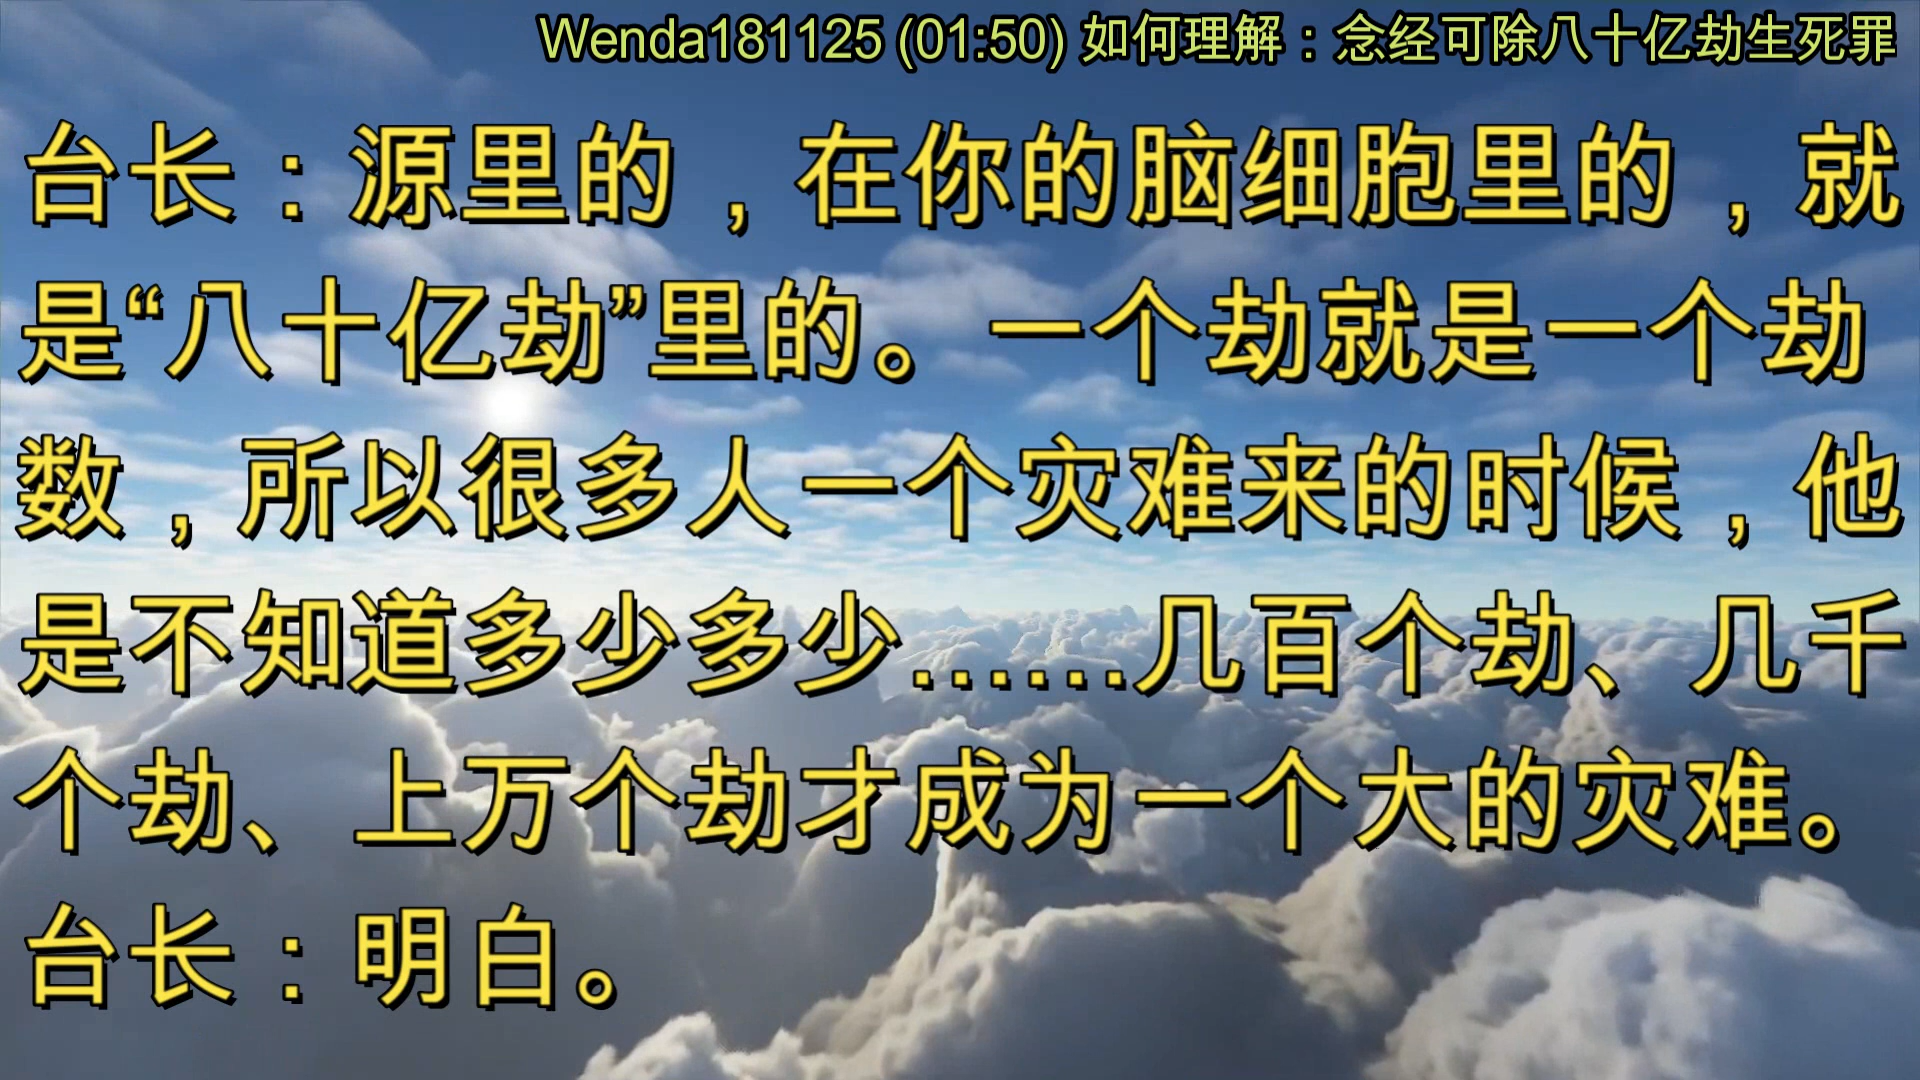 Wenda181125 (01:50) 如何理解：念经可除八十亿劫生死罪
台长：源里的，在你的脑细胞里的，就
是“八十亿劫”里的。一个劫就是一个劫
数，所以很多人一个灾难来的时候，他
是不知道多少多少……几百个劫、几千
个劫、上万个劫才成为一个大的灾难。
台长：明白。